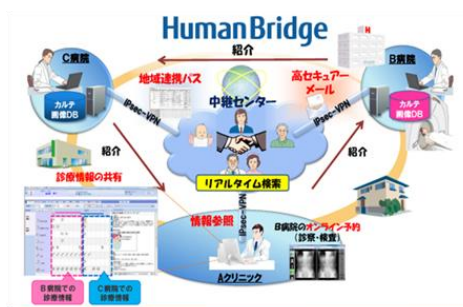 HumanBridge
紹介
H
C病院
B病院
地域連携パス
高セキュアー
メール
中継センター
カルテ
画像DB
IPsec-VPN
IPsec-VPN
カルテ
画像DB
紹介
紹介
診療情報の共有
リアルタイム検索
情報参照
IPsec-VPN
B病院のオンライン予約
(診察・検査)
Aクリニック
B病院での
診療情報
C病院での
診療情報